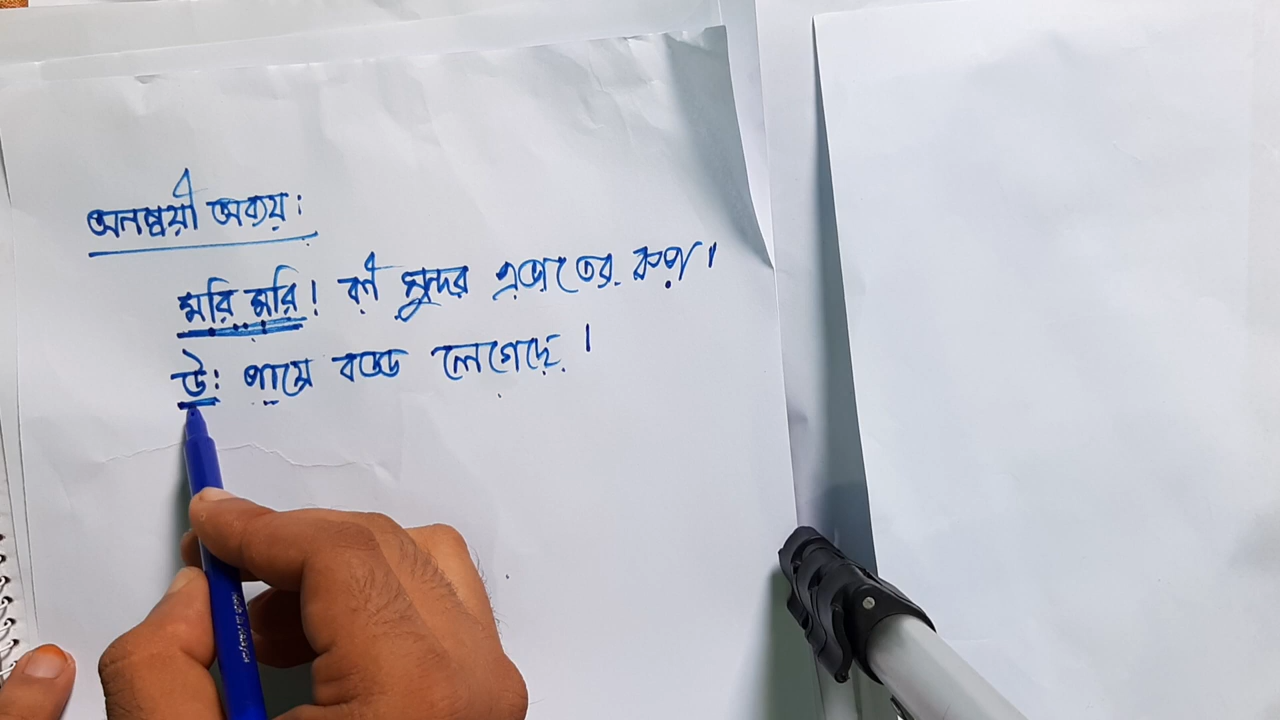 অনন্বয়ী অব্যয়:
মরি মরি! কী সুন্দর প্রভাতের রূপ।
উ: পায়ে বড্ড লেগেছে।